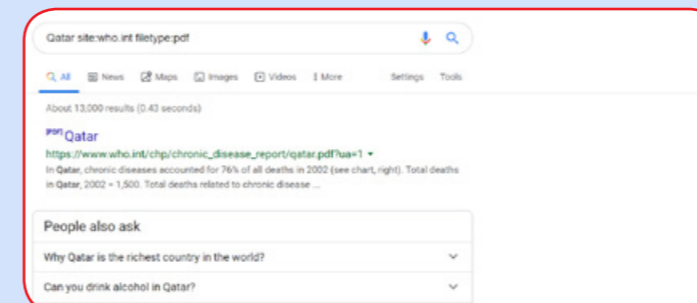 Qatar site:who.int filetype:pdf
All News Maps Images Videos More Settings Tools
About 13,000 results (0.43 seconds)
[PDF] Qatar
https://www.who.int/chp/chronic_disease_report/qatar.pdf?ua=1
In Qatar, chronic diseases accounted for 76% of all deaths in 2002 (see chart, right). Total deaths
in Qatar, 2002 = 1,500. Total deaths related to chronic disease ...
People also ask
Why Qatar is the richest country in the world?
Can you drink alcohol in Qatar?